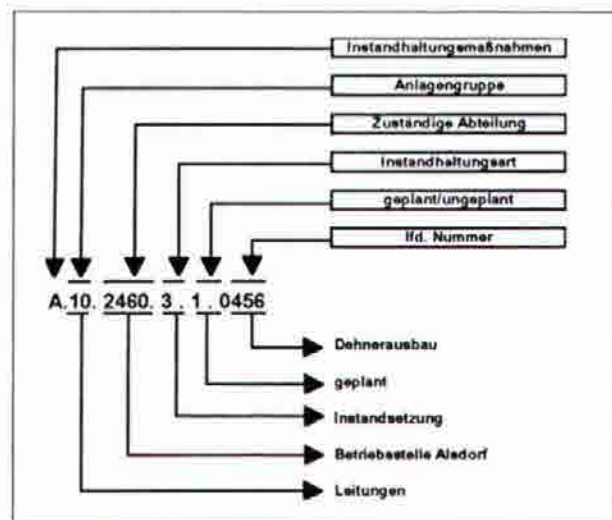 Instandhaltungsmaßnahmen
Anlagengruppe
Zuständige Abteilung
Instandhaltungsart
geplant/ungeplant
lfd. Nummer
A.10. 2460. 3 . 1 . 0456
Dehnerausbau
geplant
Instandsetzung
Betriebsstelle Alsdorf
Leitungen